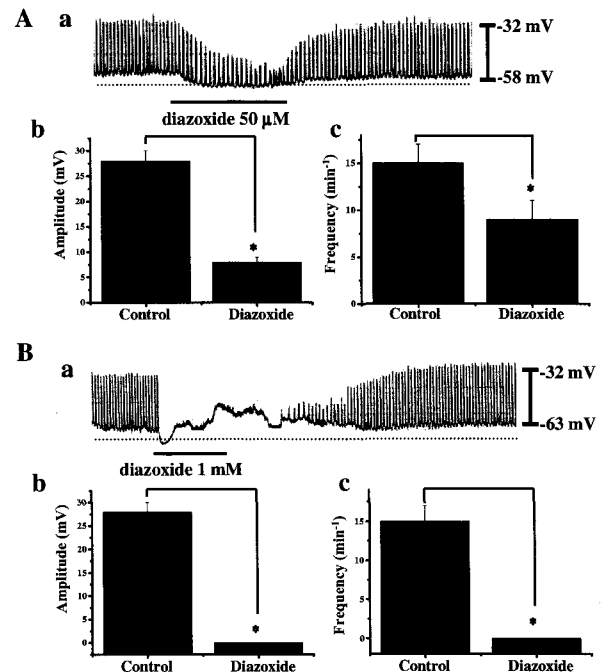 A a
-32 mV
-58 mV
diazoxide 50 µM
b
Amplitude (mV)
30
25
20
15
10
5
0
*
Control Diazoxide
c
Frequency (min⁻¹)
15
10
5
0
*
Control Diazoxide
B a
-32 mV
-63 mV
diazoxide 1 mM
b
Amplitude (mV)
30
25
20
15
10
5
0
*
Control Diazoxide
c
Frequency (min⁻¹)
15
10
5
0
*
Control Diazoxide